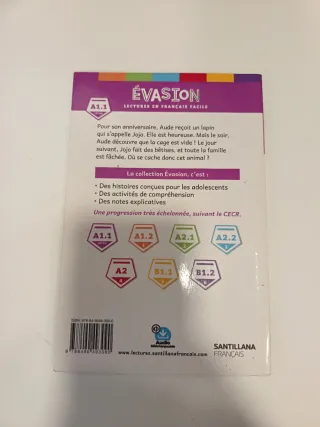 A1.1
ÉVASION
LECTURES EN FRANÇAIS FACILE
Pour son anniversaire, Aude reçoit un lapin
qui s'appelle Jojo. Elle est heureuse. Mais le soir,
Aude découvre que la cage est vide ! Le jour
suivant, Jojo fait des bêtises, et toute la famille
est fâchée. Où se cache donc cet animal ?
La collection Évasion, c'est :
• Des histoires conçues pour les adolescents
• Des activités de compréhension
• Des notes explicatives
Une progression très échelonnée, suivant le CECR.
A1.1
A1.2
A2.1
A2.2
A2
B1.1
B1.2
Audio
www.lectures.santillanafrancais.com
SANTILLANA
FRANÇAIS